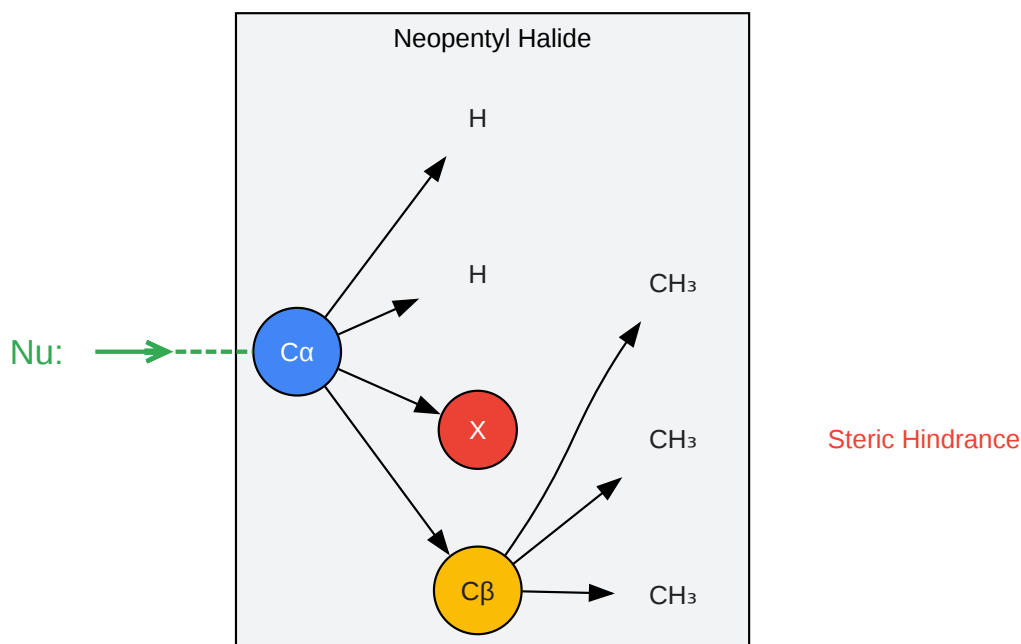 Neopentyl Halide
H
H
CH₃
Nu:
Cα
X
CH₃
Steric Hindrance
Cβ
CH₃